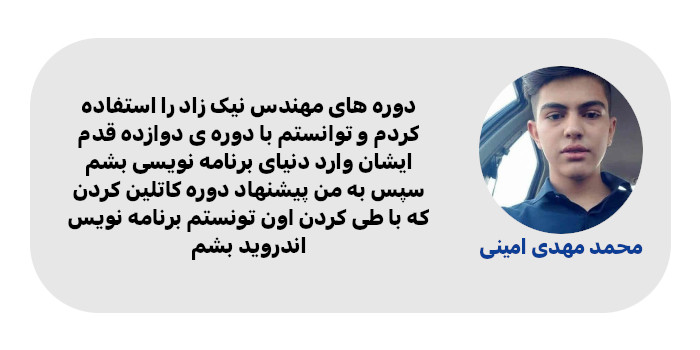 دوره های مهندس نیک زاد را استفاده
کردم و توانستم با دوره ی دوازده قدم
ایشان وارد دنیای برنامه نویسی بشم
سپس به من پیشنهاد دوره کاتلین کردن
که با طی کردن اون تونستم برنامه نویس
اندروید بشم
محمد مهدی امینی